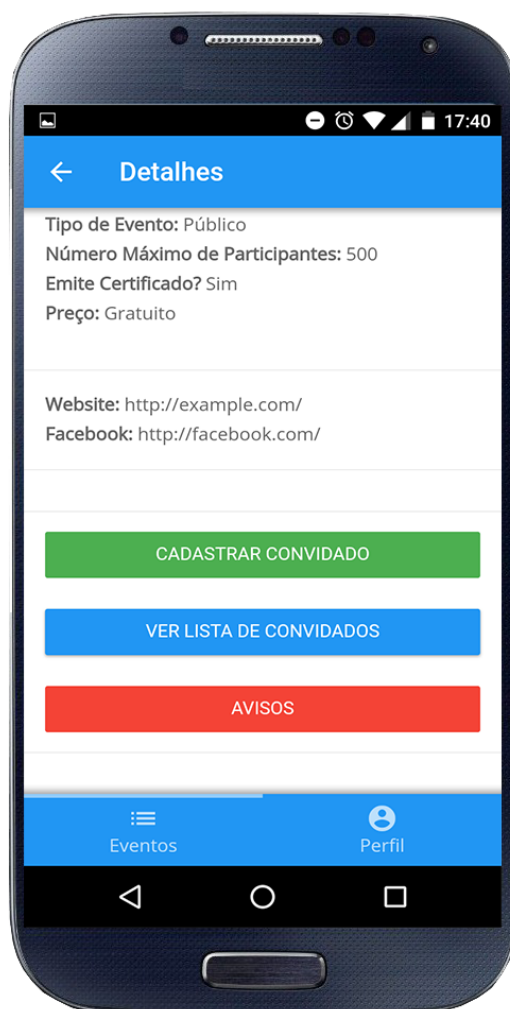 17:40
Detalhes
Tipo de Evento: Público
Número Máximo de Participantes: 500
Emite Certificado? Sim
Preço: Gratuito
Website: http://example.com/
Facebook: http://facebook.com/
CADASTRAR CONVIDADO
VER LISTA DE CONVIDADOS
AVISOS
Eventos
Perfil